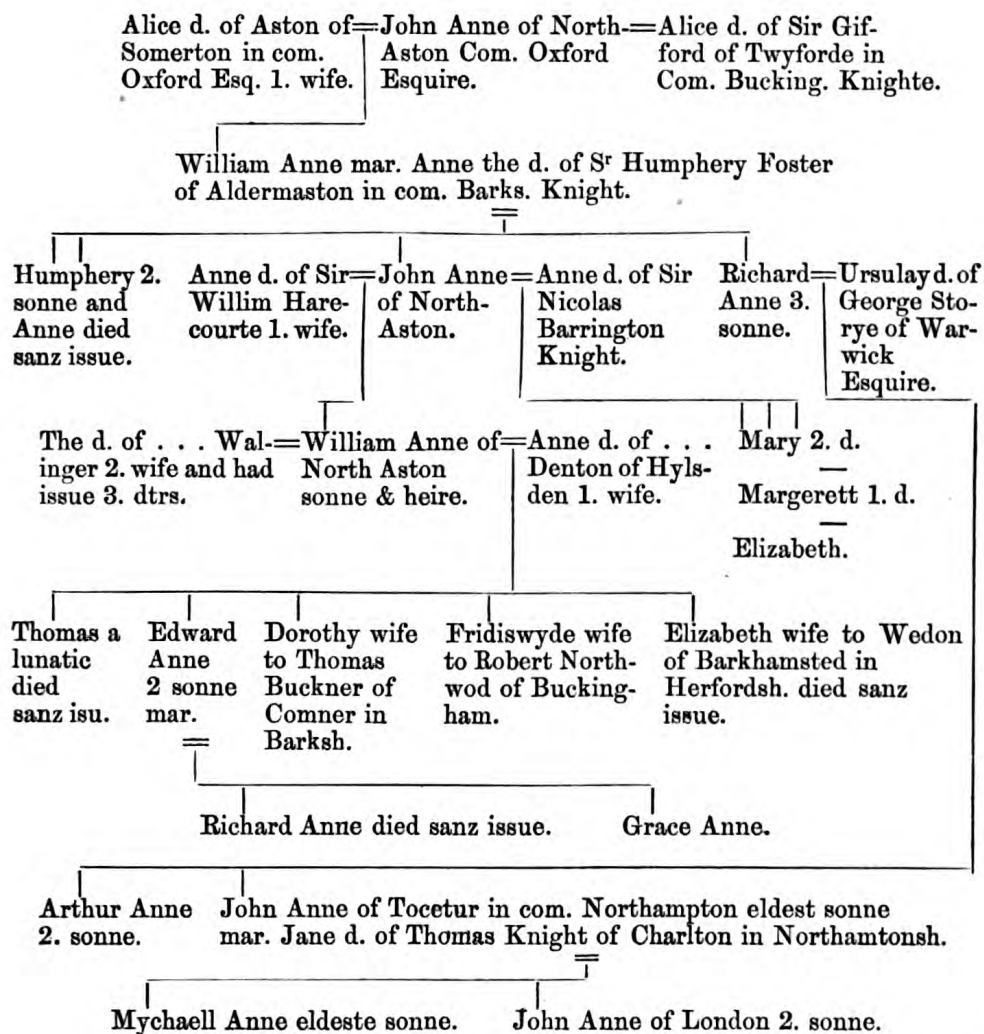 Alice d. of Aston of=John Anne of North-=Alice d. of Sir Gif-
Somerton in com. Aston Com. Oxford ford of Twyforde in
Oxford Esq. 1. wife. Esquire. Com. Bucking. Knighte.
William Anne mar. Anne the d. of Sʳ Humphery Foster
of Aldermaston in com. Barks. Knight.
Humphery 2.
sonne and
Anne died
sanz issue.
Anne d. of Sir=
Willim Hare-
courte 1. wife.
John Anne=
of North-
Aston.
Anne d. of Sir
Nicolas
Barrington
Knight.
Richard=
Anne 3.
sonne.
Ursula y d. of
George Sto-
rye of War-
wick
Esquire.
The d. of . . . Wal-=
inger 2. wife and had
issue 3. dtrs.
William Anne of=
North Aston
sonne & heire.
Anne d. of . . .
Denton of Hyls-
den 1. wife.
Mary 2. d.
—
Margerett 1. d.
—
Elizabeth.
Thomas a
lunatic
died
sanz isu.
Edward
Anne
2 sonne
mar.
Dorothy wife
to Thomas
Buckner of
Comner in
Barksh.
Fridiswyde wife
to Robert North-
wod of Bucking-
ham.
Elizabeth wife to Wedon
of Barkhamsted in
Herfordsh. died sanz
issue.
Richard Anne died sanz issue.
Grace Anne.
Arthur Anne
2. sonne.
John Anne of Tocetur in com. Northampton eldest sonne
mar. Jane d. of Thomas Knight of Charlton in Northamtonsh.
Mychaell Anne eldeste sonne.
John Anne of London 2. sonne.